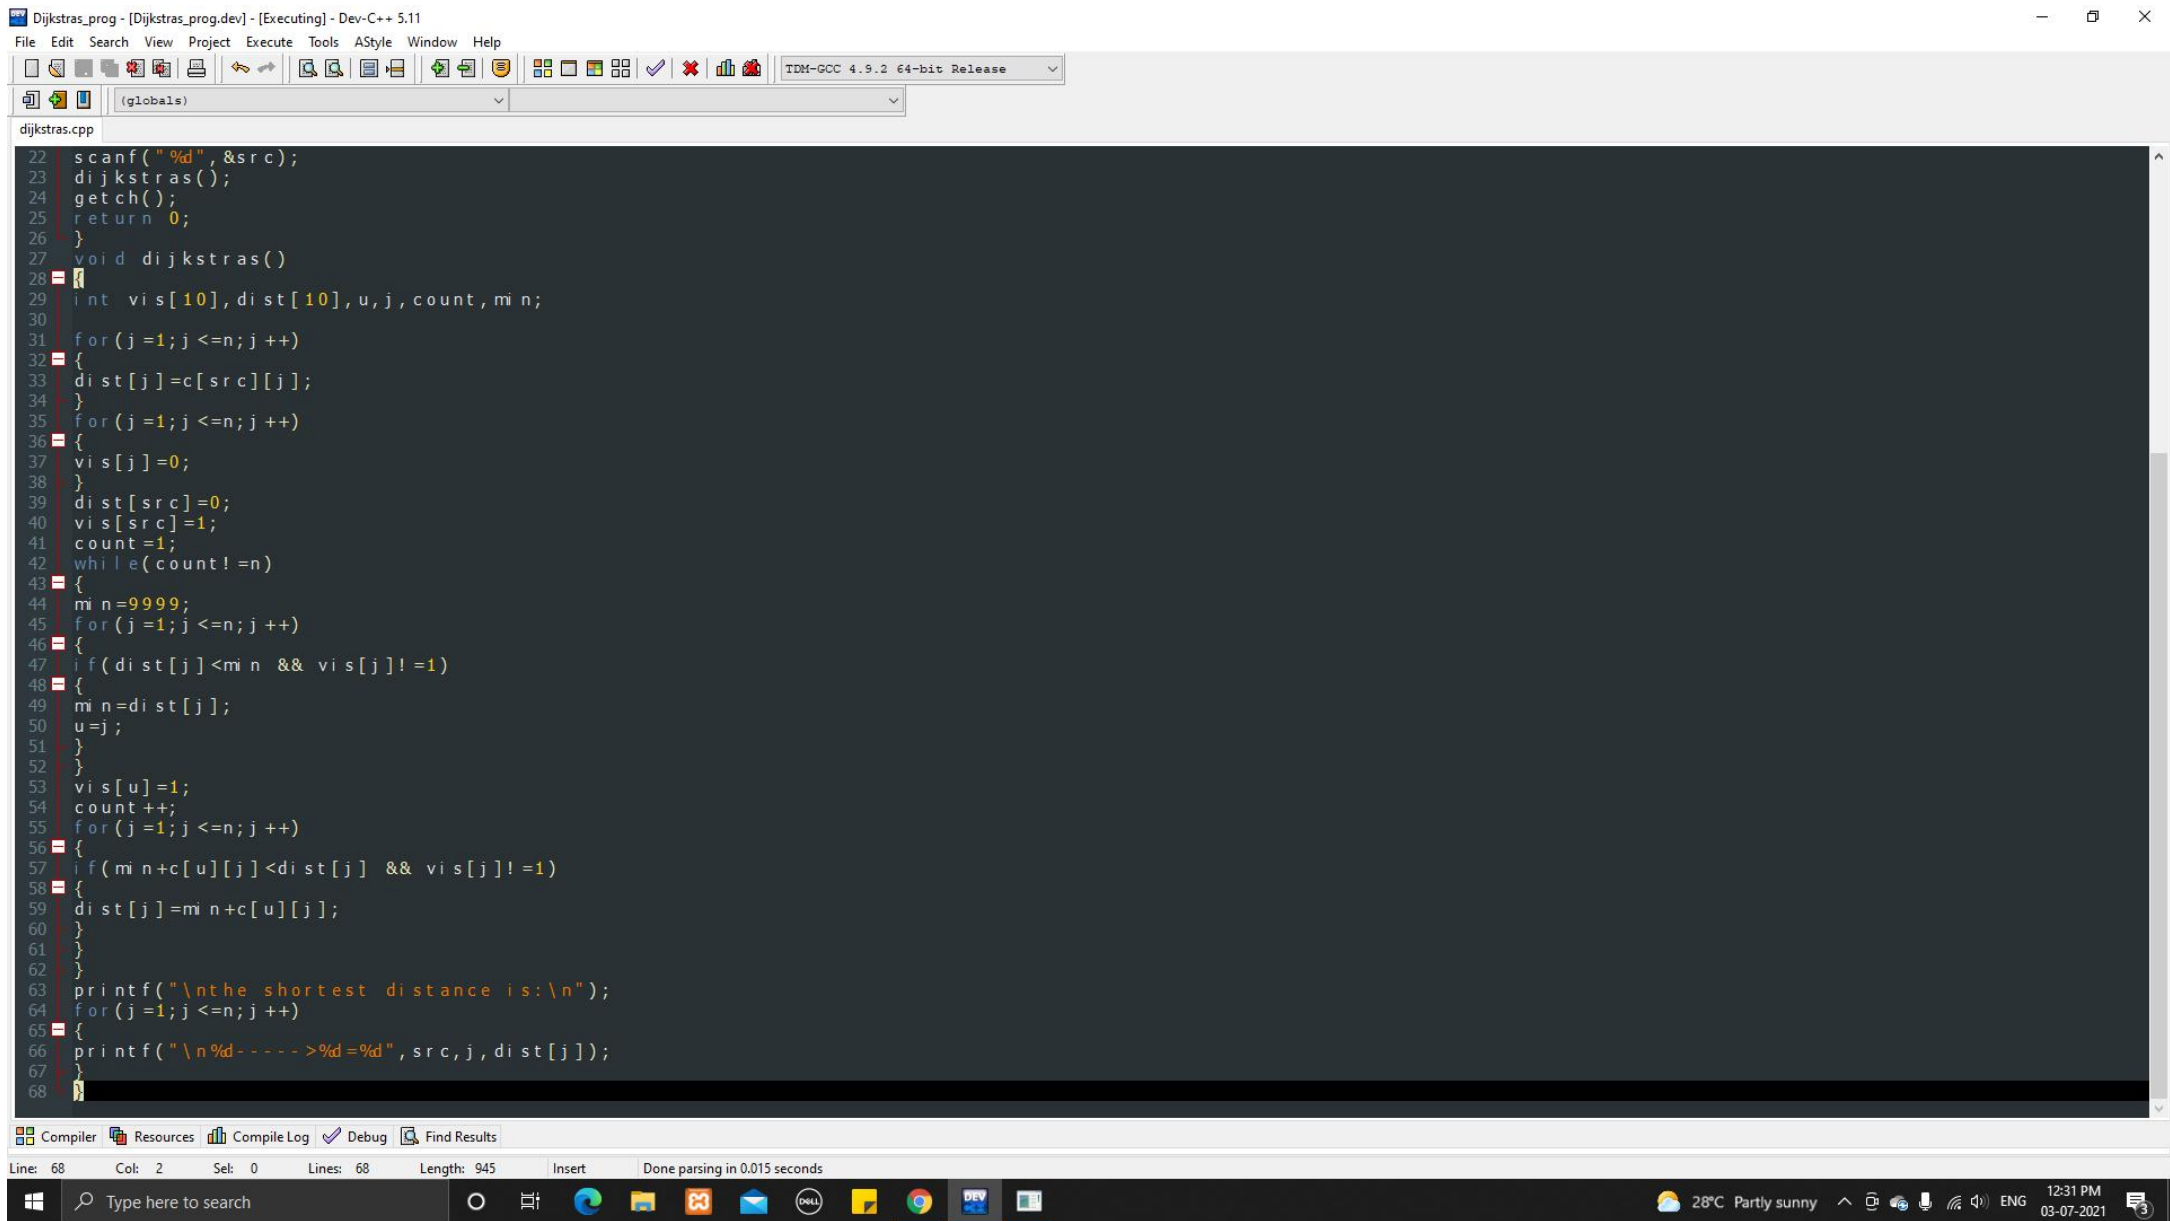 Dijkstras_prog - [Dijkstras_prog.dev] - [Executing] - Dev-C++ 5.11
File Edit Search View Project Execute Tools AStyle Window Help
TDM-GCC 4.9.2 64-bit Release
(globals)
dijkstras.cpp
22 scanf("%d",&src);
23 dijkstras();
24 getch();
25 return 0;
26 }
27 void dijkstras()
28 {
29 int vis[10],dist[10],u,j,count,min;
30
31 for(j=1;j<=n;j++)
32 {
33 dist[j]=c[src][j];
34 }
35 for(j=1;j<=n;j++)
36 {
37 vis[j]=0;
38 }
39 dist[src]=0;
40 vis[src]=1;
41 count=1;
42 while(count!=n)
43 {
44 min=9999;
45 for(j=1;j<=n;j++)
46 {
47 if(dist[j]<min && vis[j]!=1)
48 {
49 min=dist[j];
50 u=j;
51 }
52 }
53 vis[u]=1;
54 count++;
55 for(j=1;j<=n;j++)
56 {
57 if(min+c[u][j]<dist[j] && vis[j]!=1)
58 {
59 dist[j]=min+c[u][j];
60 }
61 }
62 }
63 printf("\nthe shortest distance is:\n");
64 for(j=1;j<=n;j++)
65 {
66 printf("\n%d----->%d=%d",src,j,dist[j]);
67 }
68 }
Compiler Resources Compile Log Debug Find Results
Line: 68 Col: 2 Sel: 0 Lines: 68 Length: 945 Insert Done parsing in 0.015 seconds
Type here to search DELL DEV 28°C Partly sunny ENG 12:31 PM
03-07-2021 3